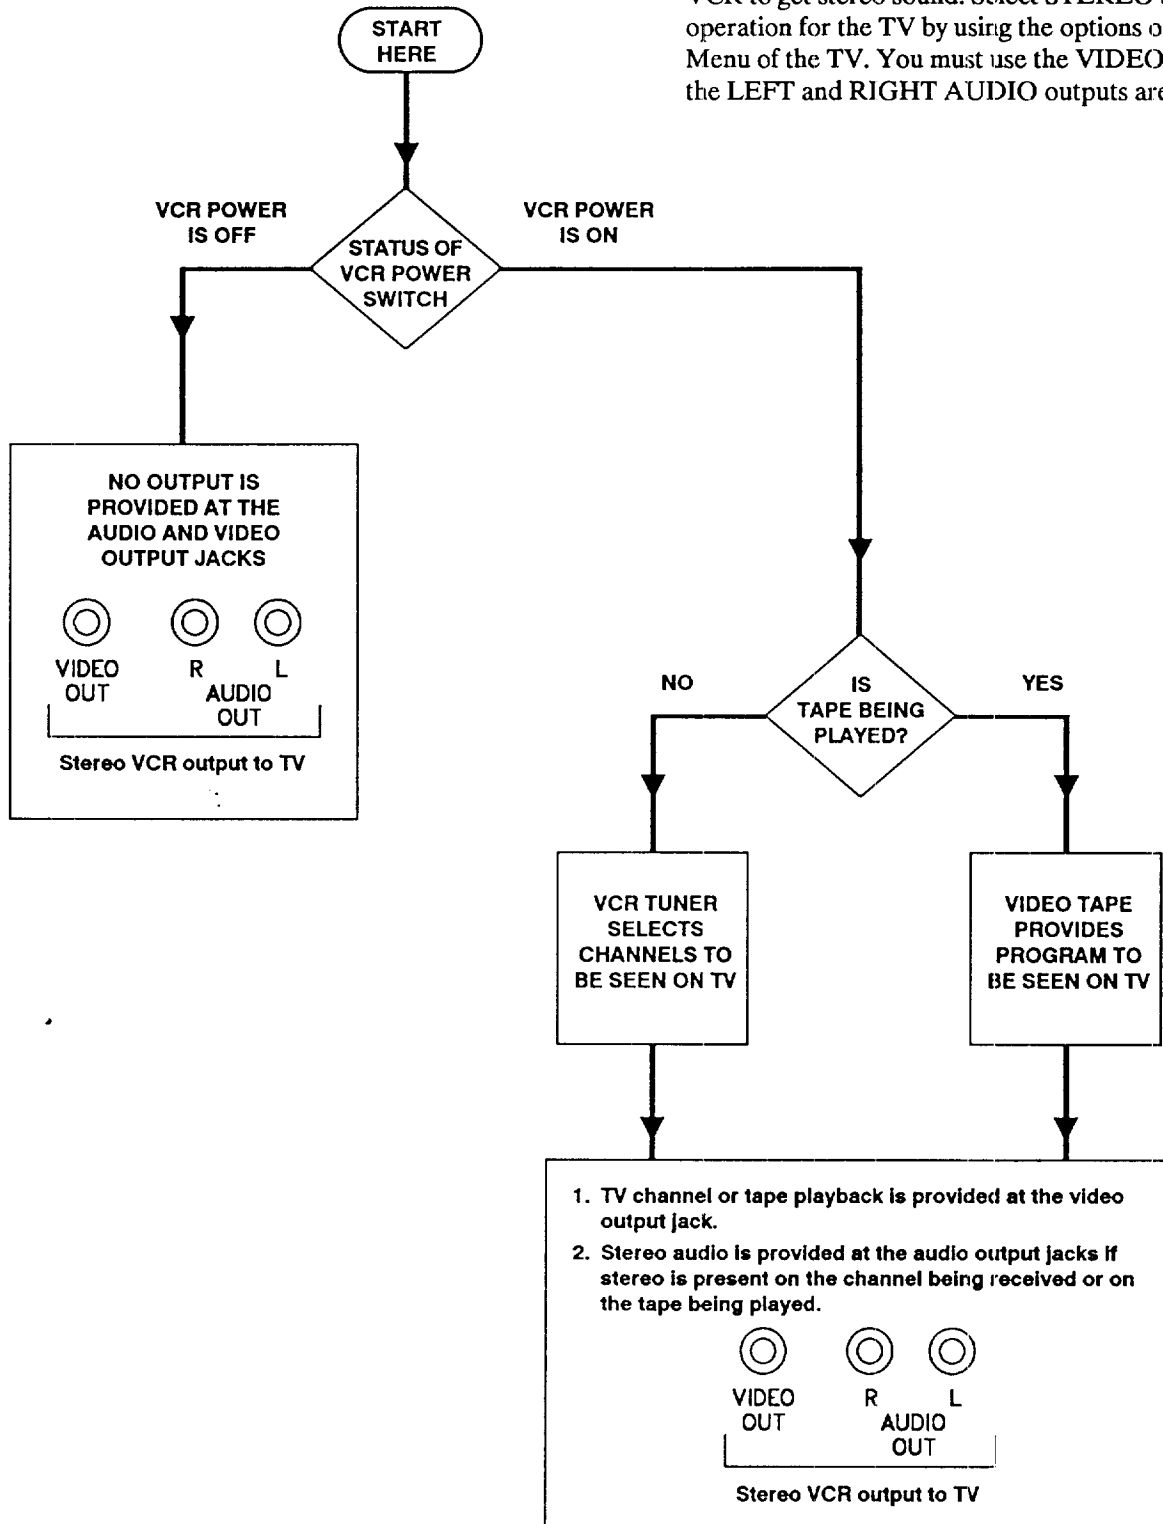 VCR to get stereo sound. Select STEREO
operation for the TV by using the options
Menu of the TV. You must use the VIDEO
the LEFT and RIGHT AUDIO outputs are
START
HERE
VCR POWER
IS OFF
VCR POWER
IS ON
STATUS OF
VCR POWER
SWITCH
NO OUTPUT IS
PROVIDED AT THE
AUDIO AND VIDEO
OUTPUT JACKS
VIDEO
OUT
R
L
AUDIO
OUT
Stereo VCR output to TV
NO
IS
TAPE BEING
PLAYED?
YES
VCR TUNER
SELECTS
CHANNELS TO
BE SEEN ON TV
VIDEO TAPE
PROVIDES
PROGRAM TO
BE SEEN ON TV
1. TV channel or tape playback is provided at the video
output jack.
2. Stereo audio is provided at the audio output jacks if
stereo is present on the channel being received or on
the tape being played.
VIDEO
OUT
R
L
AUDIO
OUT
Stereo VCR output to TV